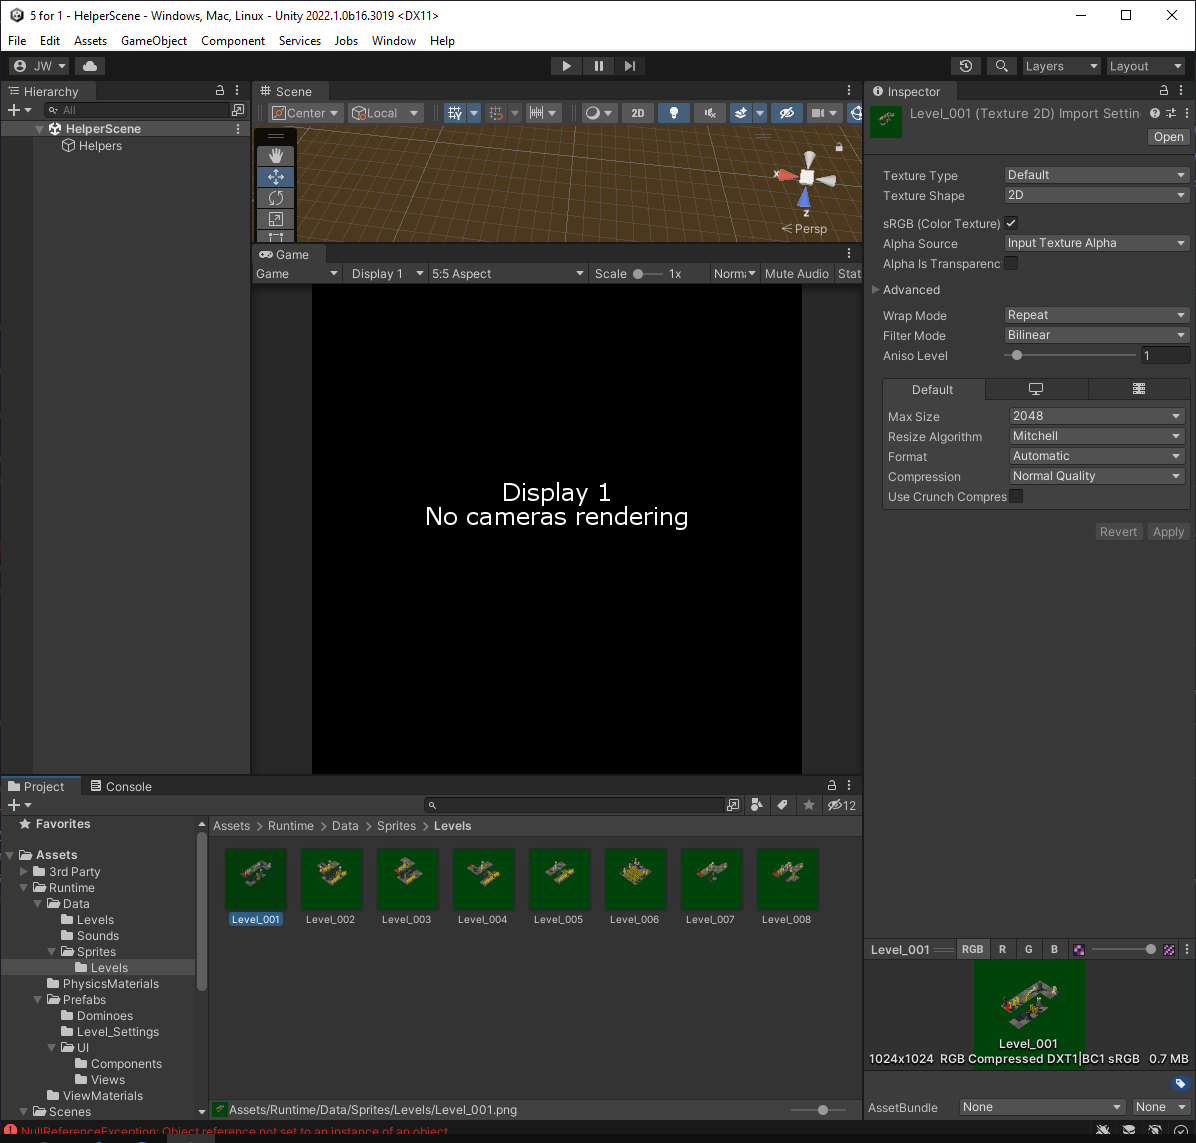 5 for 1 - HelperScene - Windows, Mac, Linux - Unity 2022.1.0b16.3019 <DX11>
File Edit Assets GameObject Component Services Jobs Window Help
JW Layers Layout
Hierarchy
All
HelperScene
Helpers
Scene
Center Local 2D
X
Z
Persp
Game
Game Display 1 5:5 Aspect Scale 1x Norm Mute Audio Stat
Display 1
No cameras rendering
Inspector
Level_001 (Texture 2D) Import Settin
Open
Texture Type Default
Texture Shape 2D
sRGB (Color Texture)
Alpha Source Input Texture Alpha
Alpha Is Transparenc
Advanced
Wrap Mode Repeat
Filter Mode Bilinear
Aniso Level 1
Default
Max Size 2048
Resize Algorithm Mitchell
Format Automatic
Compression Normal Quality
Use Crunch Compres
Revert Apply
Project Console
12
Favorites
Assets
3rd Party
Runtime
Data
Levels
Sounds
Sprites
Levels
PhysicsMaterials
Prefabs
Dominoes
Level_Settings
UI
Components
Views
ViewMaterials
Scenes
Assets > Runtime > Data > Sprites > Levels
Level_001 Level_002 Level_003 Level_004 Level_005 Level_006 Level_007 Level_008
Assets/Runtime/Data/Sprites/Levels/Level_001.png
Level_001 RGB R G B
Level_001
1024x1024 RGB Compressed DXT1|BC1 sRGB 0.7 MB
AssetBundle None None
NullReferenceException: Object reference not set to an instance of an object